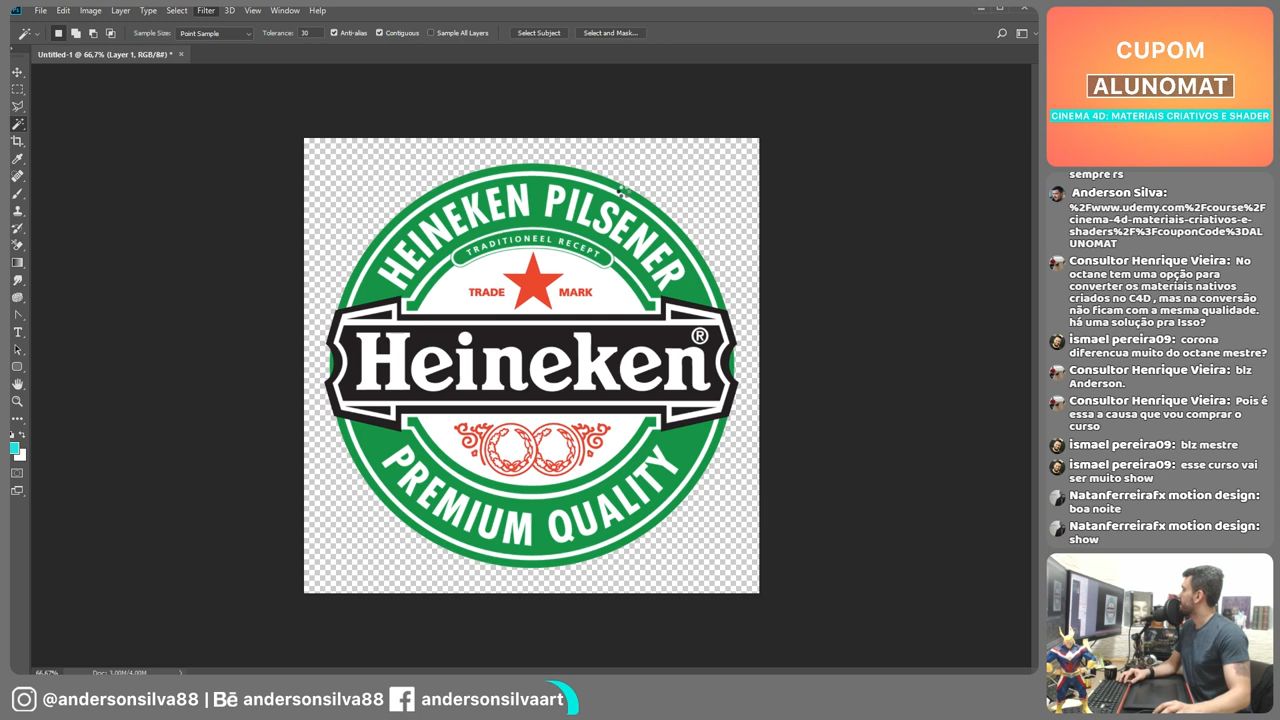 File Edit Image Layer Type Select Filter 3D View Window Help
Sample Size: Point Sample Tolerance: 30 Anti-alias Contiguous Sample All Layers Select Subject Select and Mask...
Untitled-1 @ 66,7% (Layer 1, RGB/8#) * ×
HEINEKEN PILSENER
TRADITIONEEL RECEPT
TRADE MARK
Heineken®
PREMIUM QUALITY
66,67% Doc: 3,00M/4,00M
CUPOM
ALUNOMAT
CINEMA 4D: MATERIAIS CRIATIVOS E SHADER
sempre rs
Anderson Silva:
%2Fwww.udemy.com%2Fcourse%2F
cinema-4d-materiais-criativos-e-
shaders%2F%3FcouponCode%3DAL
UNOMAT
Consultor Henrique Vieira: No
octane tem uma opção para
converter os materiais nativos
criados no C4D , mas na conversão
não ficam com a mesma qualidade.
há uma solução pra Isso?
ismael pereira09: corona
diferencua muito do octane mestre?
Consultor Henrique Vieira: blz
Anderson.
Consultor Henrique Vieira: Pois é
essa a causa que vou comprar o
curso
ismael pereira09: blz mestre
ismael pereira09: esse curso vai
ser muito show
Natanferreirafx motion design:
boa noite
Natanferreirafx motion design:
show
@andersonsilva88 | Bē andersonsilva88 andersonsilvaart